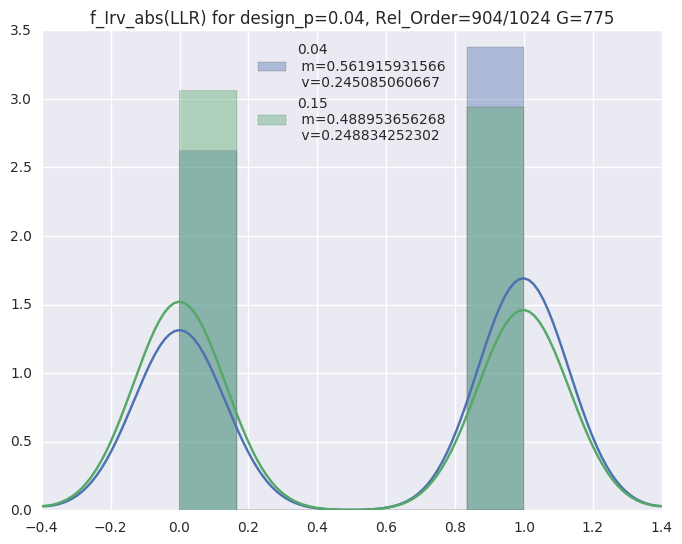 f_Irv_abs(LLR) for design_p=0.04, Rel_Order=904/1024 G=775
3.5
3.0
2.5
2.0
1.5
1.0
0.5
0.0
0.04
m=0.561915931566
v=0.245085060667
0.15
m=0.488953656268
v=0.248834252302
−0.4 −0.2 0.0 0.2 0.4 0.6 0.8 1.0 1.2 1.4